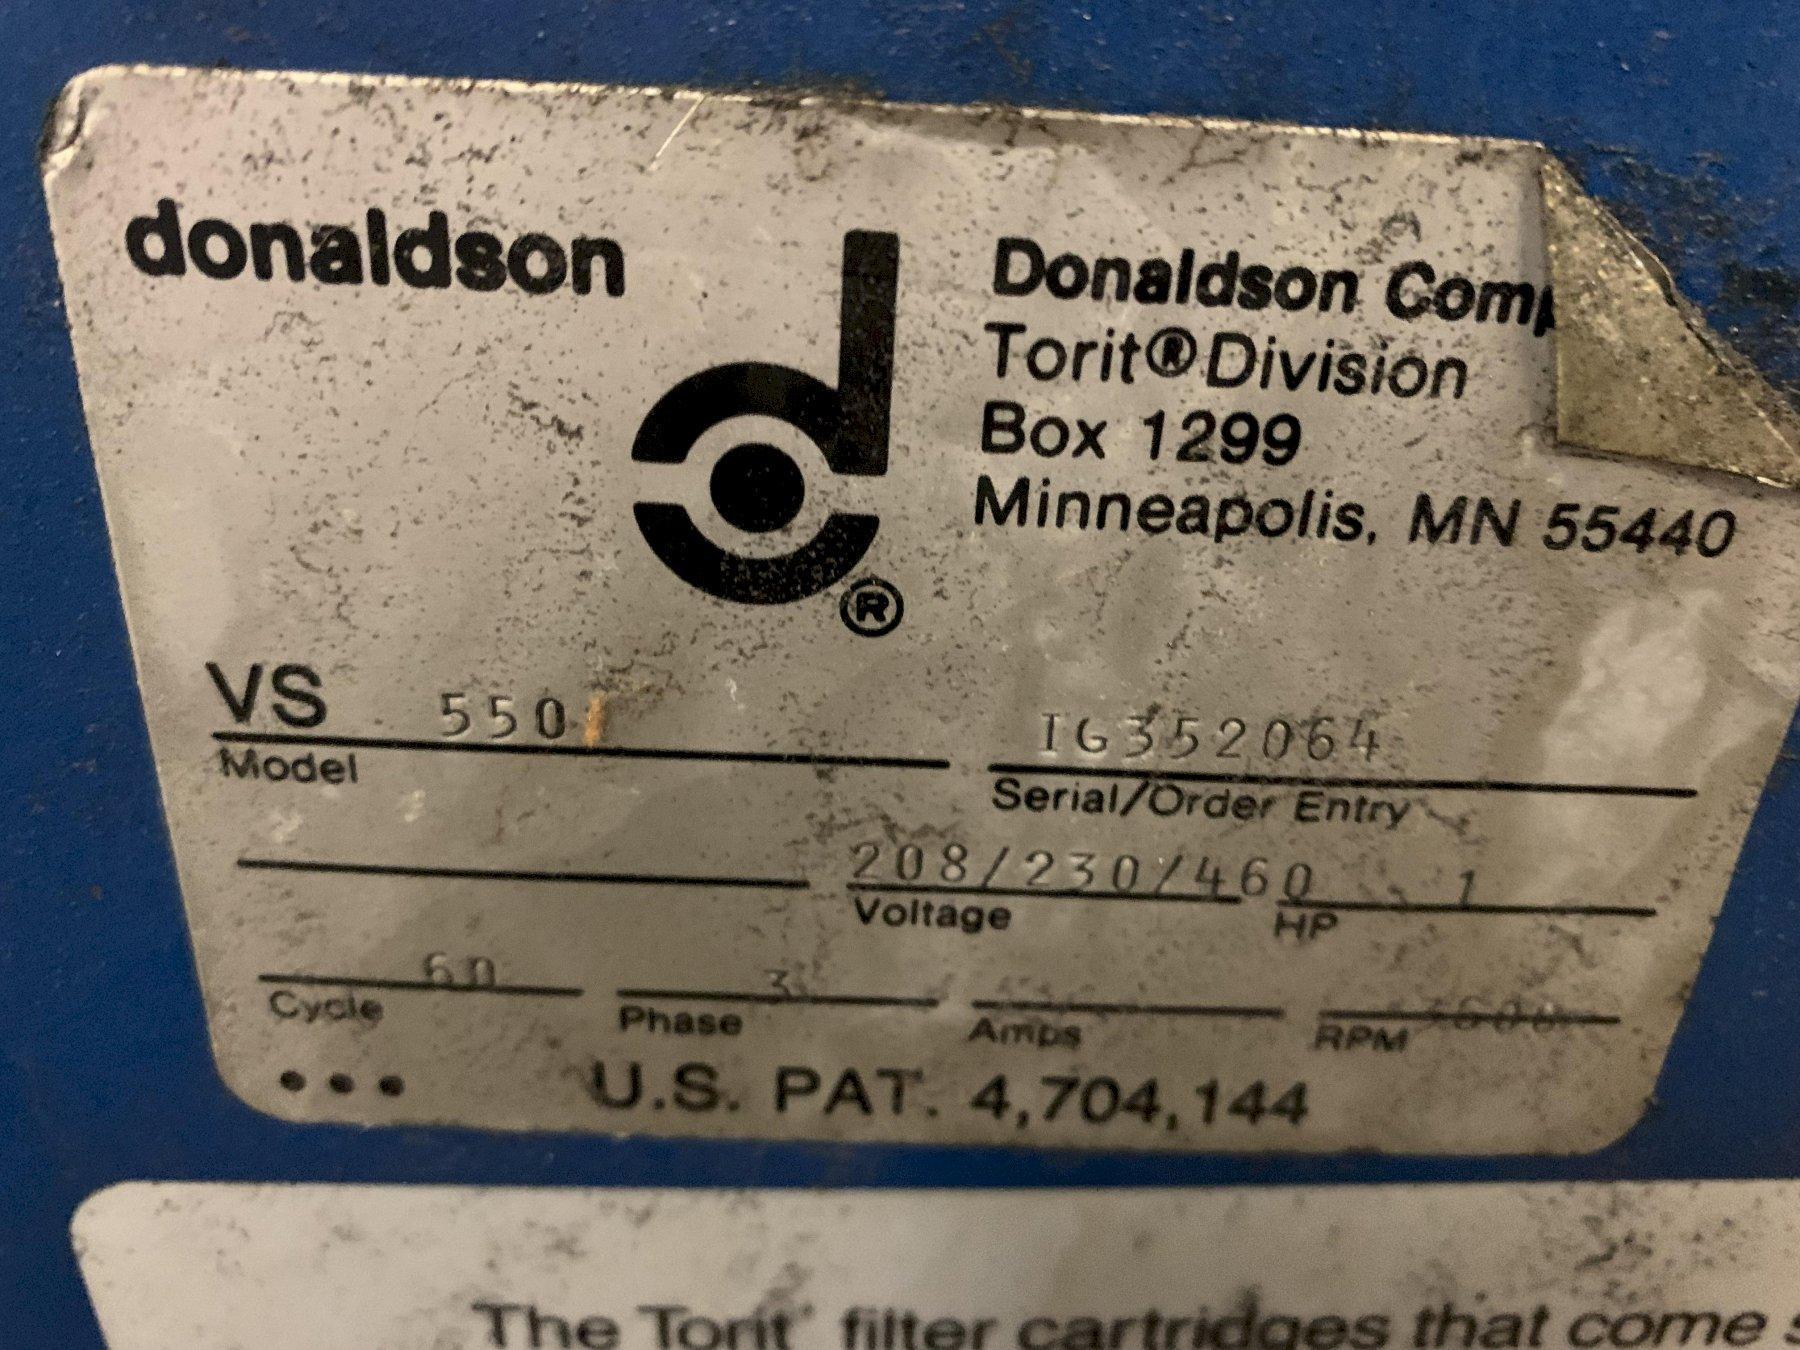 donaldson
Donaldson Comp
Torit® Division
Box 1299
Minneapolis, MN 55440
®
VS 550
Model
IG352064
Serial/Order Entry
208/230/460
Voltage
1
HP
60
Cycle
3
Phase
Amps
RPM
U.S. PAT. 4,704,144
The Torit® filter cartridges that come